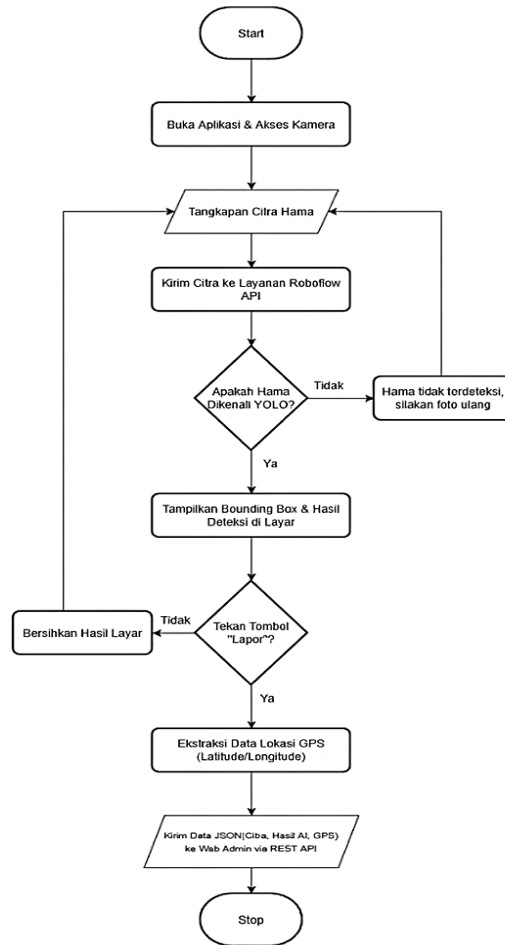 Start
Buka Aplikasi & Akses Kamera
Tangkapan Citra Hama
Kirim Citra ke Layanan Roboflow
API
Apakah Hama
Dikenali YOLO?
Tidak
Hama tidak terdeteksi,
silakan foto ulang
Ya
Tampilkan Bounding Box & Hasil
Deteksi di Layar
Tekan Tombol
"Lapor"?
Tidak
Bersihkan Hasil Layar
Ya
Ekstraksi Data Lokasi GPS
(Latitude/Longitude)
Kirim Data JSON(Ciba, Hasil AI, GPS)
ke Wab Admin via REST API
Stop